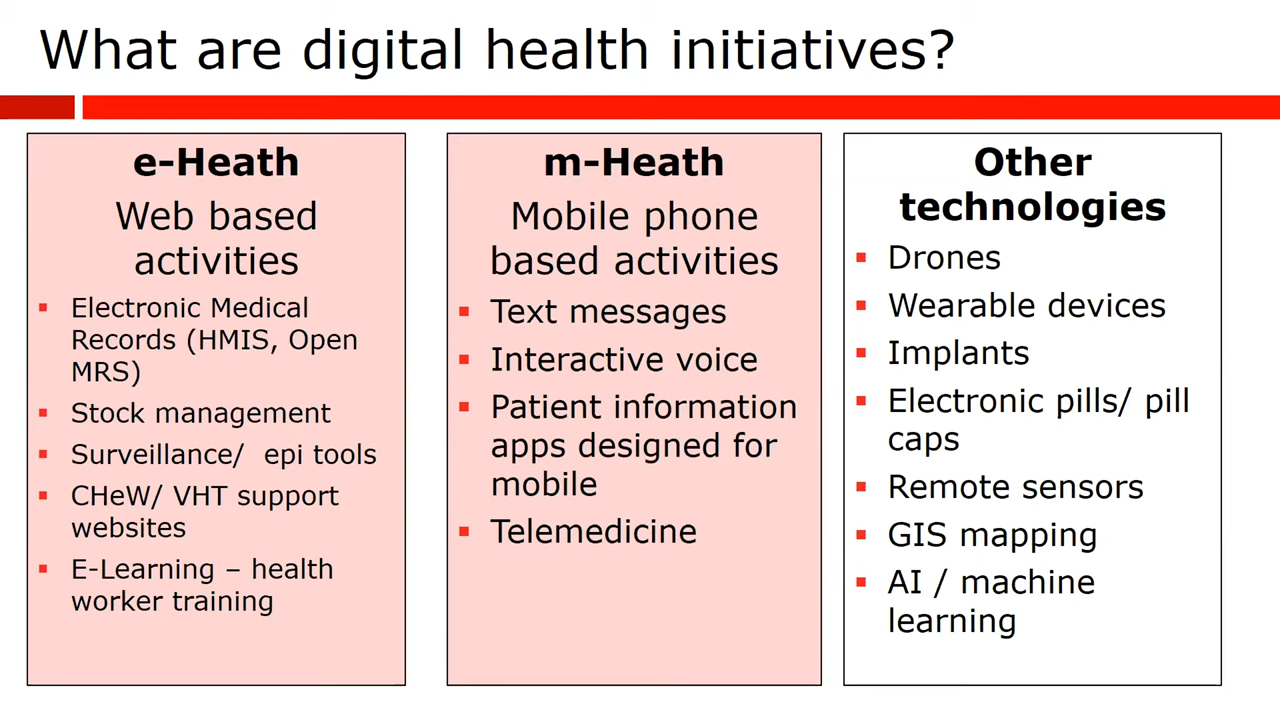 What are digital health initiatives?
e-Heath
Web based
activities
Electronic Medical
Records (HMIS, Open
MRS)
Stock management
Surveillance/  epi tools
CHeW/ VHT support
websites
E-Learning – health
worker training
m-Heath
Mobile phone
based activities
Text messages
Interactive voice
Patient information
apps designed for
mobile
Telemedicine
Other
technologies
Drones
Wearable devices
Implants
Electronic pills/ pill
caps
Remote sensors
GIS mapping
AI / machine
learning